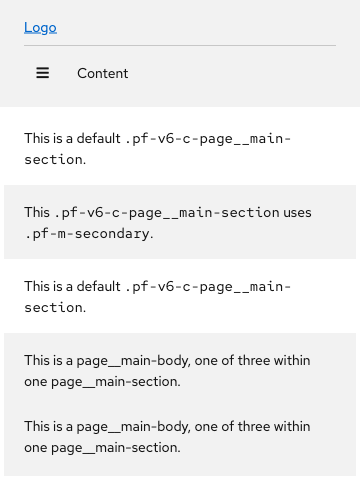 Logo
Content
This is a default .pf-v6-c-page__main-
section.
This .pf-v6-c-page__main-section uses
.pf-m-secondary.
This is a default .pf-v6-c-page__main-
section.
This is a page__main-body, one of three within
one page__main-section.
This is a page__main-body, one of three within
one page__main-section.